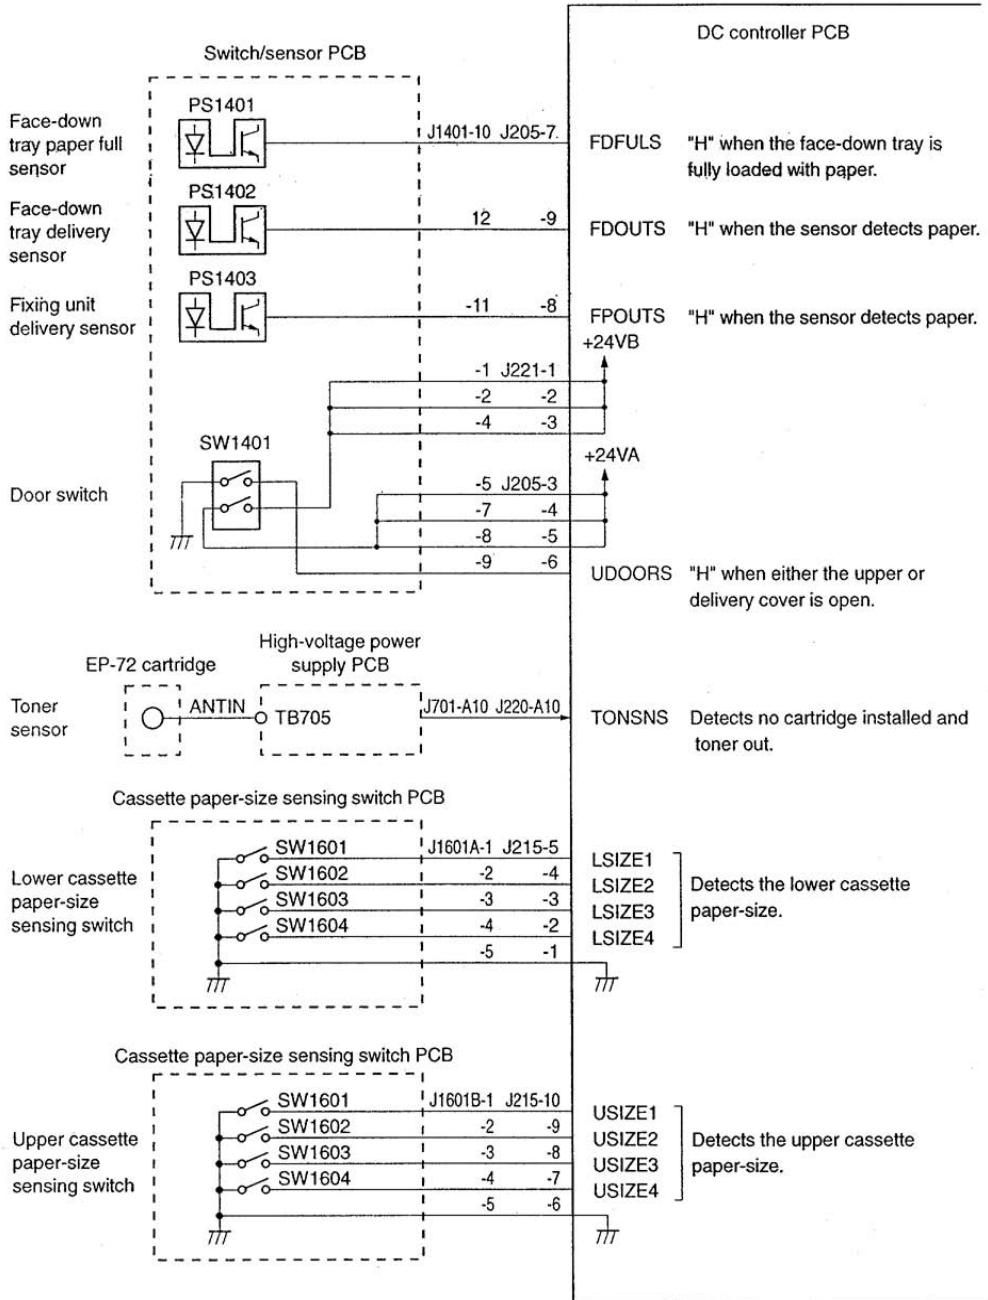 DC controller PCB
Switch/sensor PCB
PS1401
Face-down
tray paper full
sensor
J1401-10 J205-7
FDFULS "H" when the face-down tray is
fully loaded with paper.
PS1402
Face-down
tray delivery
sensor
12 -9
FDOUTS "H" when the sensor detects paper.
PS1403
Fixing unit
delivery sensor
-11 -8
FPOUTS "H" when the sensor detects paper.
+24VB
-1 J221-1
-2 -2
-4 -3
SW1401
+24VA
Door switch
-5 J205-3
-7 -4
-8 -5
-9 -6
UDOORS "H" when either the upper or
delivery cover is open.
High-voltage power
supply PCB
EP-72 cartridge
Toner
sensor
ANTIN
TB705
J701-A10 J220-A10
TONSNS Detects no cartridge installed and
toner out.
Cassette paper-size sensing switch PCB
Lower cassette
paper-size
sensing switch
SW1601 J1601A-1 J215-5 LSIZE1
SW1602 -2 -4 LSIZE2
SW1603 -3 -3 LSIZE3
SW1604 -4 -2 LSIZE4
-5 -1
Detects the lower cassette
paper-size.
Cassette paper-size sensing switch PCB
Upper cassette
paper-size
sensing switch
SW1601 J1601B-1 J215-10 USIZE1
SW1602 -2 -9 USIZE2
SW1603 -3 -8 USIZE3
SW1604 -4 -7 USIZE4
-5 -6
Detects the upper cassette
paper-size.